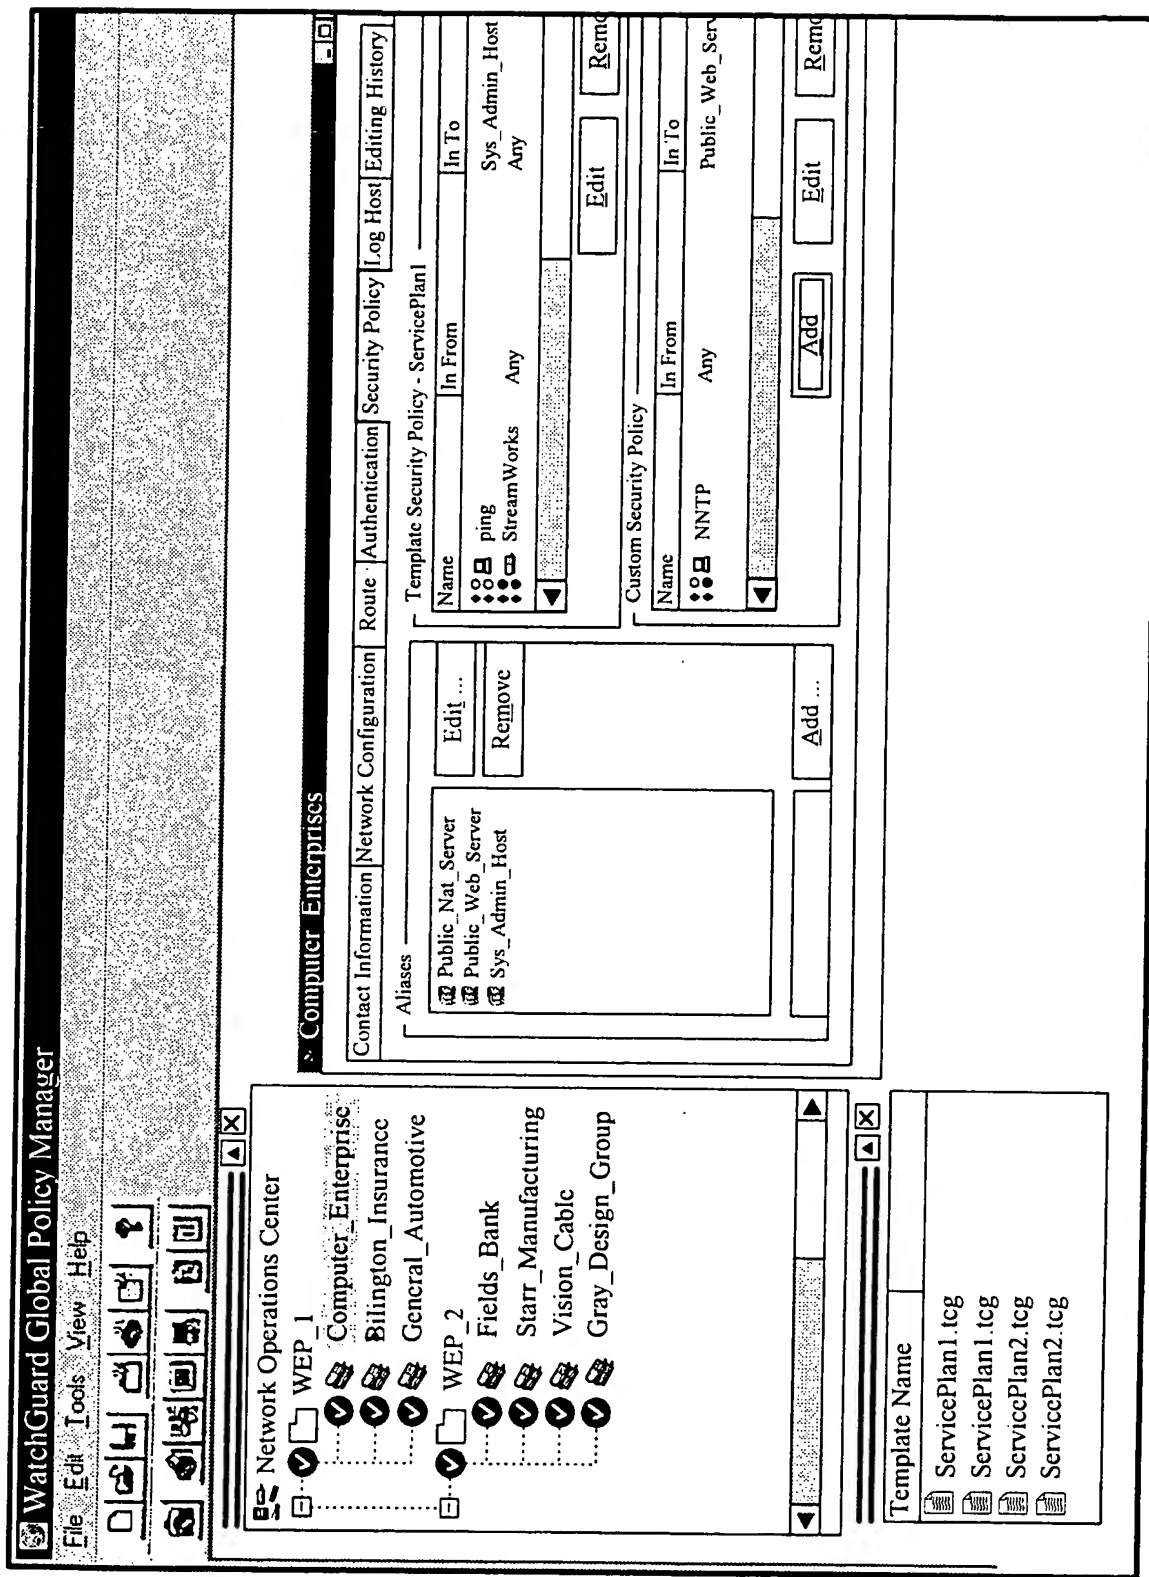 WatchGuard Global Policy Manager
File Edit Tools View Help
Network Operations Center
WEP_1
Computer_Enterprise
Bilington_Insurance
General_Automotive
WEP_2
Fields_Bank
Starr_Manufacturing
Vision_Cable
Gray_Design_Group
Template Name
ServicePlan1.tcg
ServicePlan1.tcg
ServicePlan2.tcg
ServicePlan2.tcg
Computer Enterprises
Contact Information Network Configuration Route Authentication Security Policy Log Host Editing History
Aliases
Public_Nat_Server
Public_Web_Server
Sys_Admin_Host
Edit ...
Remove
Add ...
Template Security Policy - ServicePlan1
Name In From In To
ping Sys_Admin_Host
StreamWorks Any Any
Edit Remo
Custom Security Policy
Name In From In To
NNTP Any Public_Web_Serv
Add Edit Remo